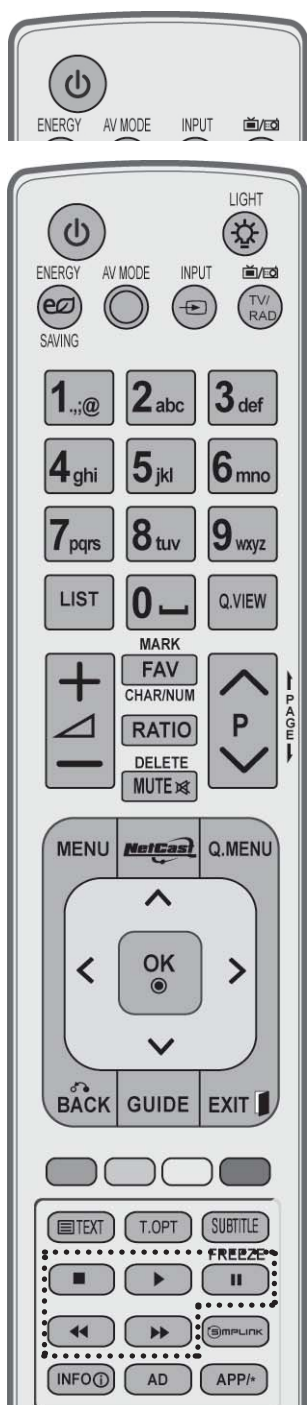 ENERGY AV MODE INPUT
LIGHT
ENERGY AV MODE INPUT
TV/
RAD
SAVING
1.,;@ 2abc 3def
4ghi 5jkl 6mno
7pqrs 8tuv 9wxyz
LIST 0 Q.VIEW
MARK
FAV
CHAR/NUM
RATIO P PAGE
DELETE
MUTE
MENU NetCast Q.MENU
OK
BACK GUIDE EXIT
TEXT T.OPT SUBTITLE
FREEZE
SIMPLINK
INFO AD APP/*